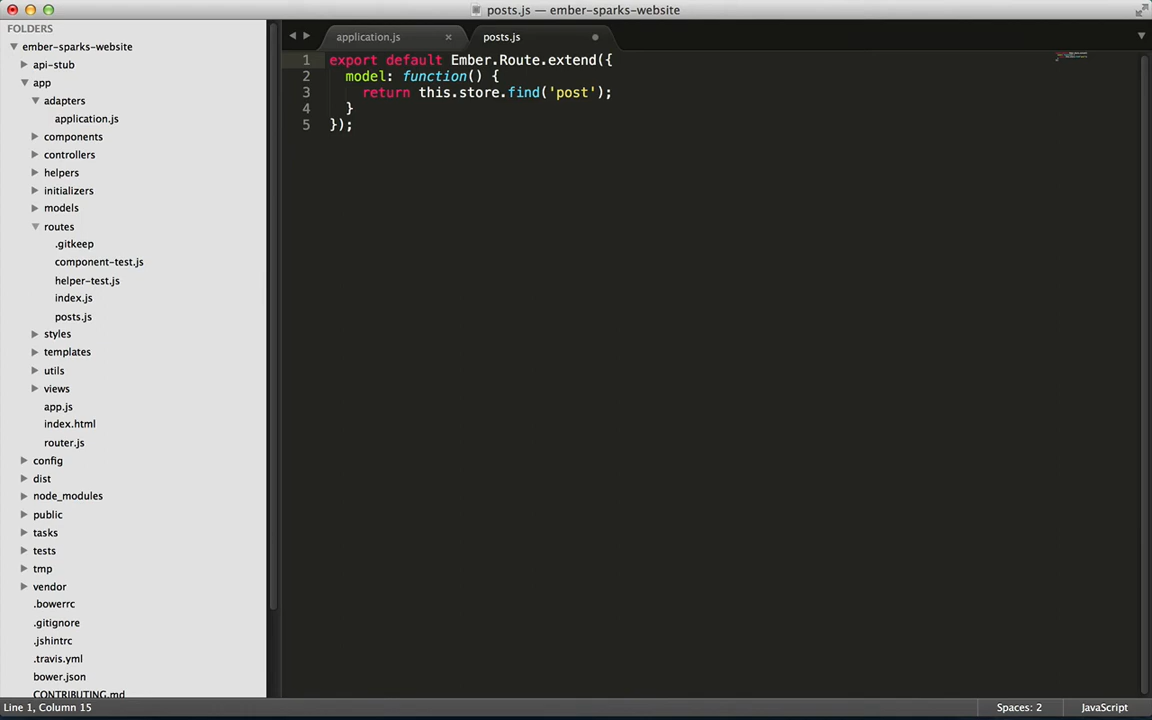 posts.js — ember-sparks-website
FOLDERS
ember-sparks-website
api-stub
app
adapters
application.js
components
controllers
helpers
initializers
models
routes
.gitkeep
component-test.js
helper-test.js
index.js
posts.js
styles
templates
utils
views
app.js
index.html
router.js
config
dist
node_modules
public
tasks
tests
tmp
vendor
.bowerrc
.gitignore
.jshintrc
.travis.yml
bower.json
CONTRIBUTING.md
application.js
posts.js
1 export default Ember.Route.extend({
2 model: function() {
3 return this.store.find('post');
4 }
5 });
Line 1, Column 15
Spaces: 2
JavaScript